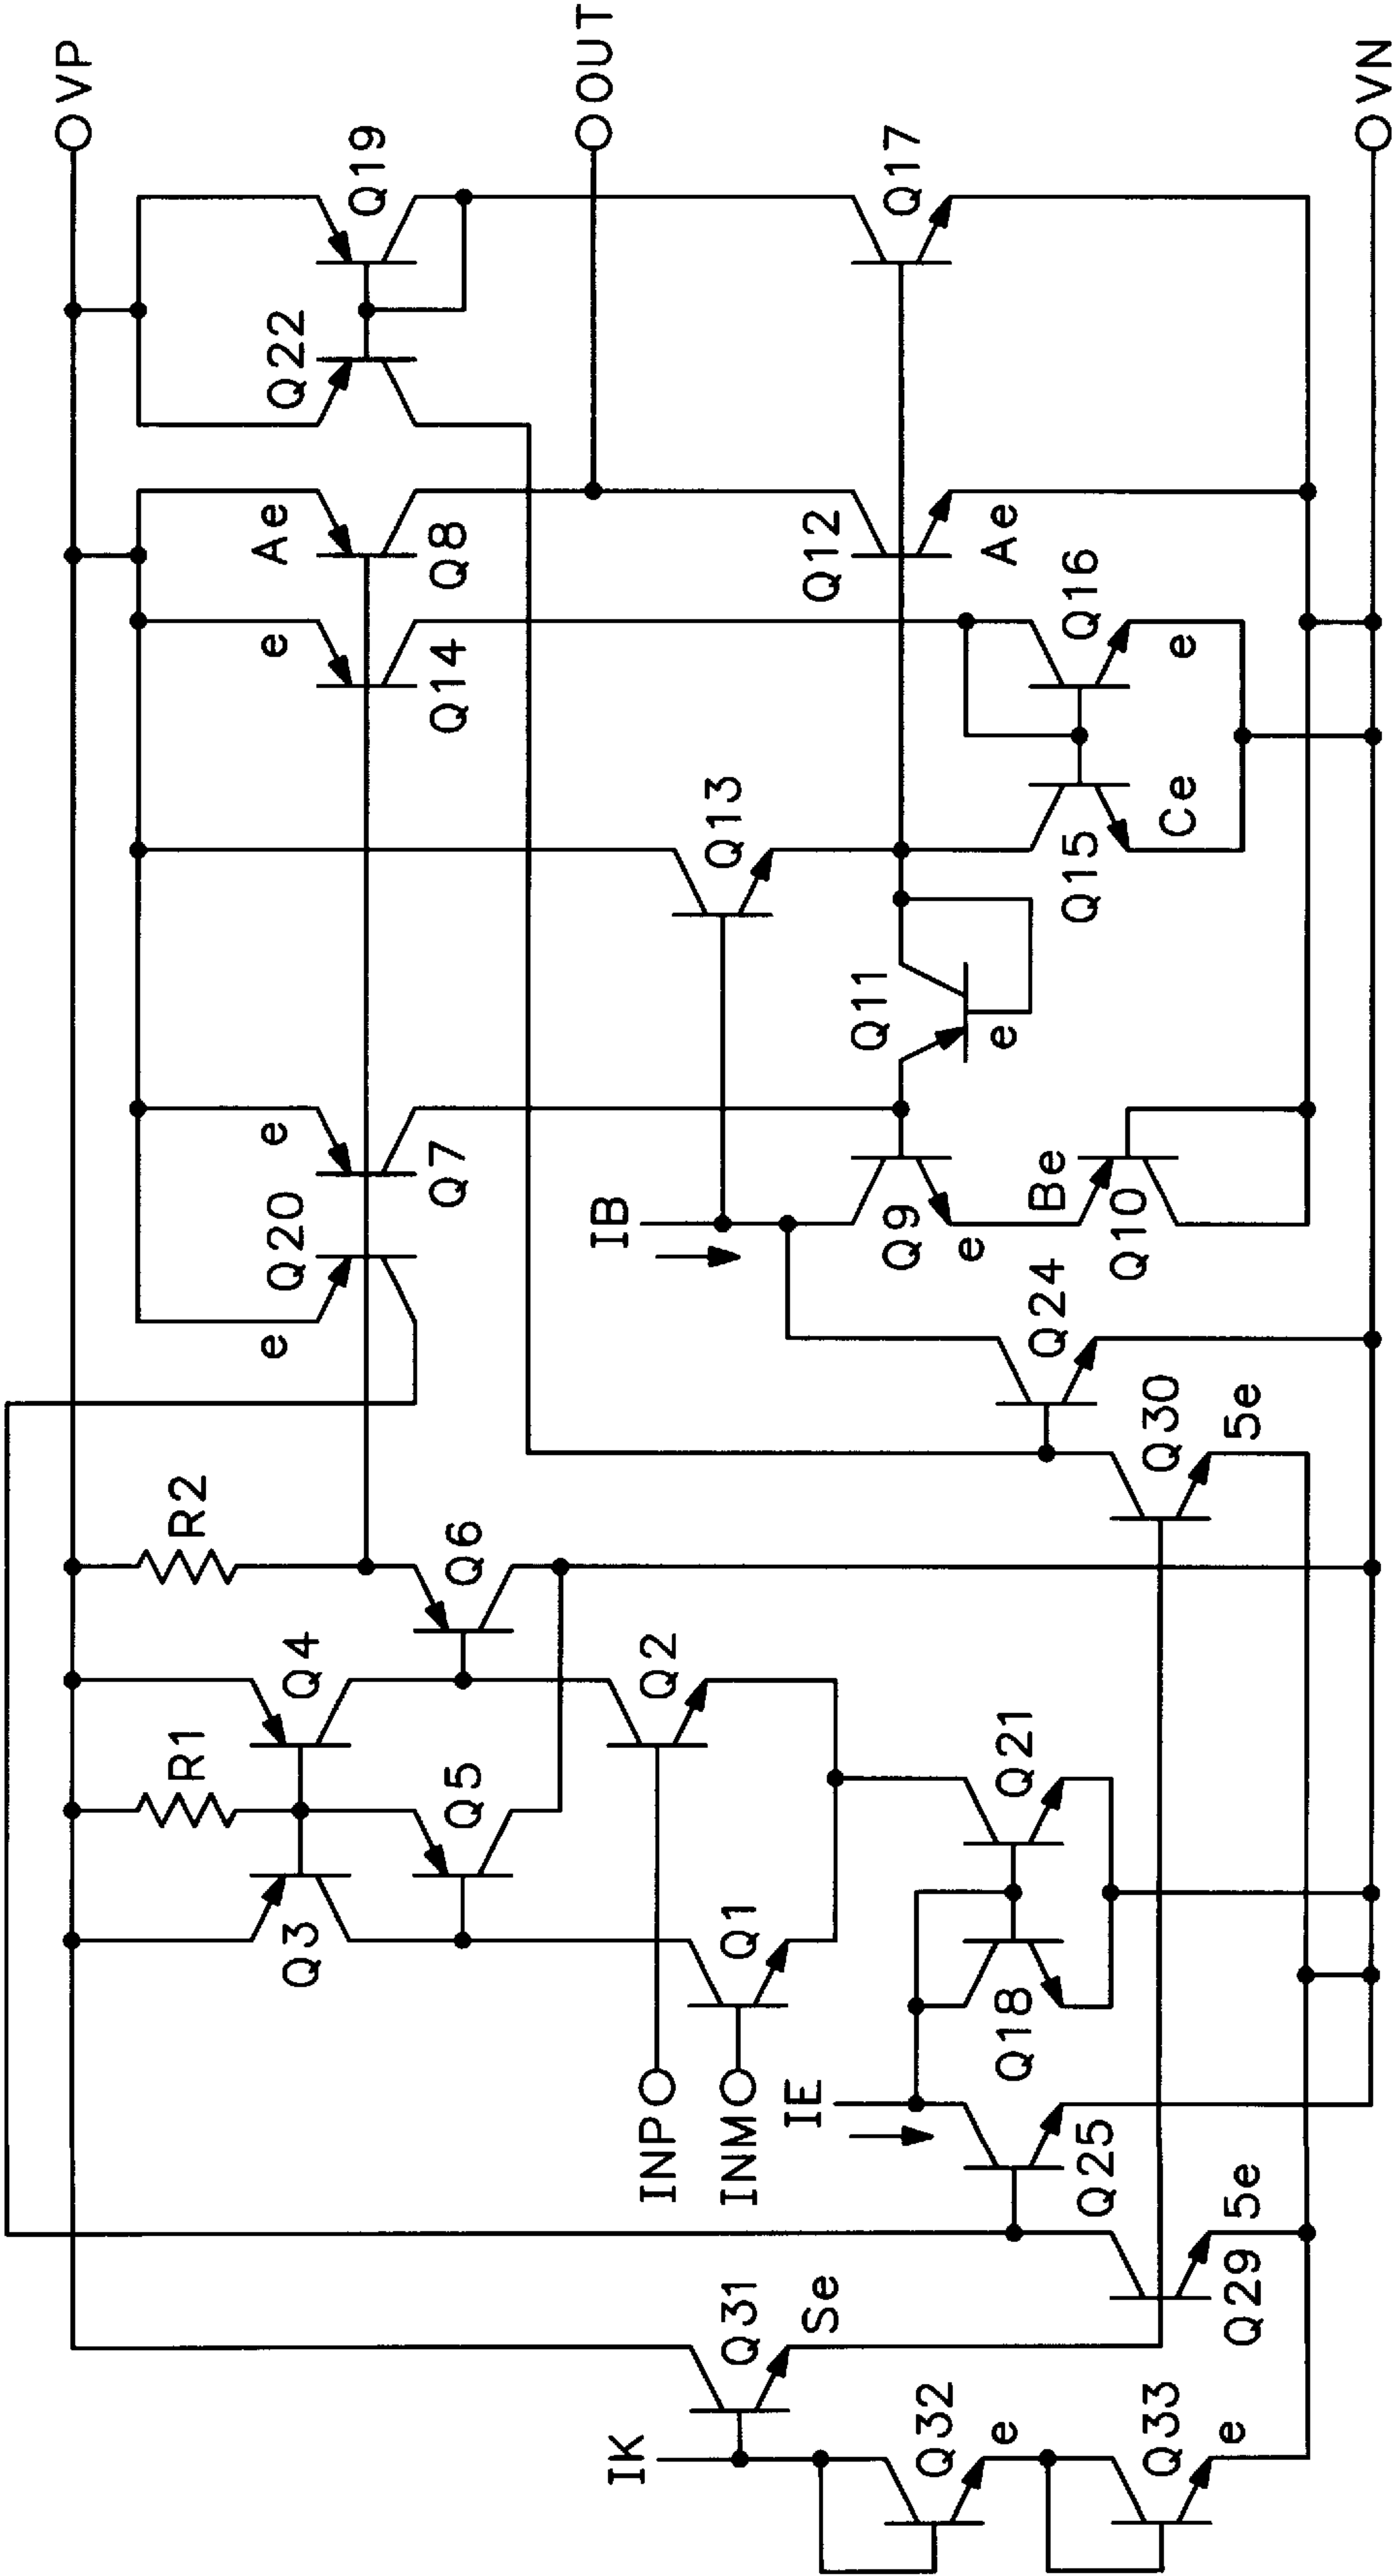 VP
OUT
VN
Q19
Q22
Q17
Ae
Q8
e
Q14
Q12
Ae
Q16
e
Q13
Q15
Ce
Q11
e
e
Q7
Q20
e
IB
Q9
e
Be
Q10
Q24
Q30
5e
R2
Q6
Q4
Q2
R1
Q5
Q21
Q3
Q1
Q18
INP
INM
IE
Q25
5e
Q29
Q31
Se
IK
Q32
e
Q33
e